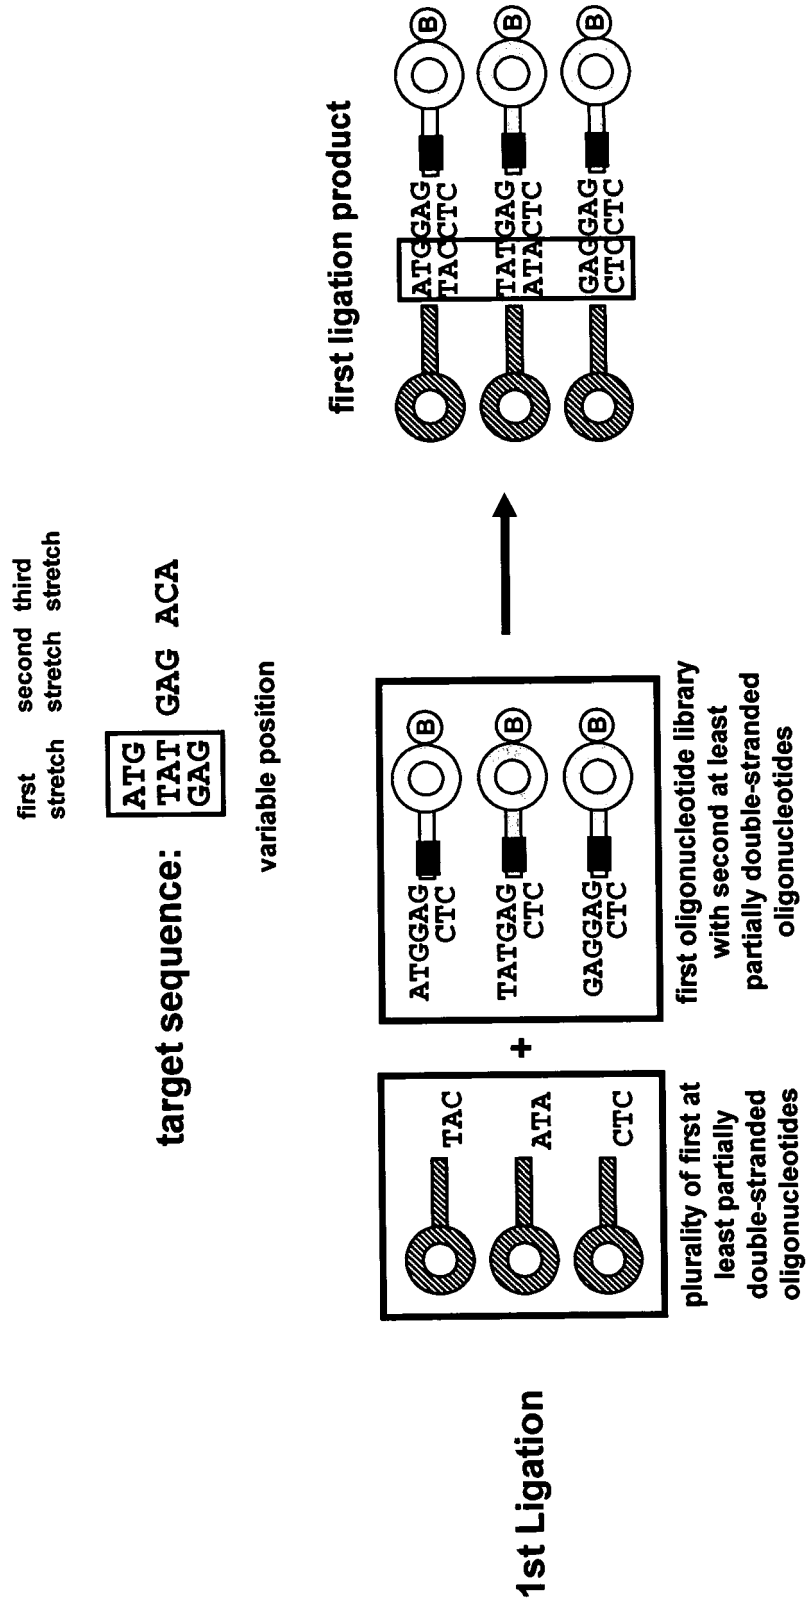 first second third
stretch stretch stretch
target sequence:
ATG
TAT GAG ACA
GAG
variable position
1st Ligation
TAC
ATA
CTC
plurality of first at
least partially
double-stranded
oligonucleotides
+
ATGGAG
CTC
B
TATGAG
CTC
B
GAGGAG
CTC
B
first oligonucleotide library
with second at least
partially double-stranded
oligonucleotides
first ligation product
ATGGAG
TACCTC
B
TATGAG
ATACTC
B
GAGGAG
CTCCTC
B